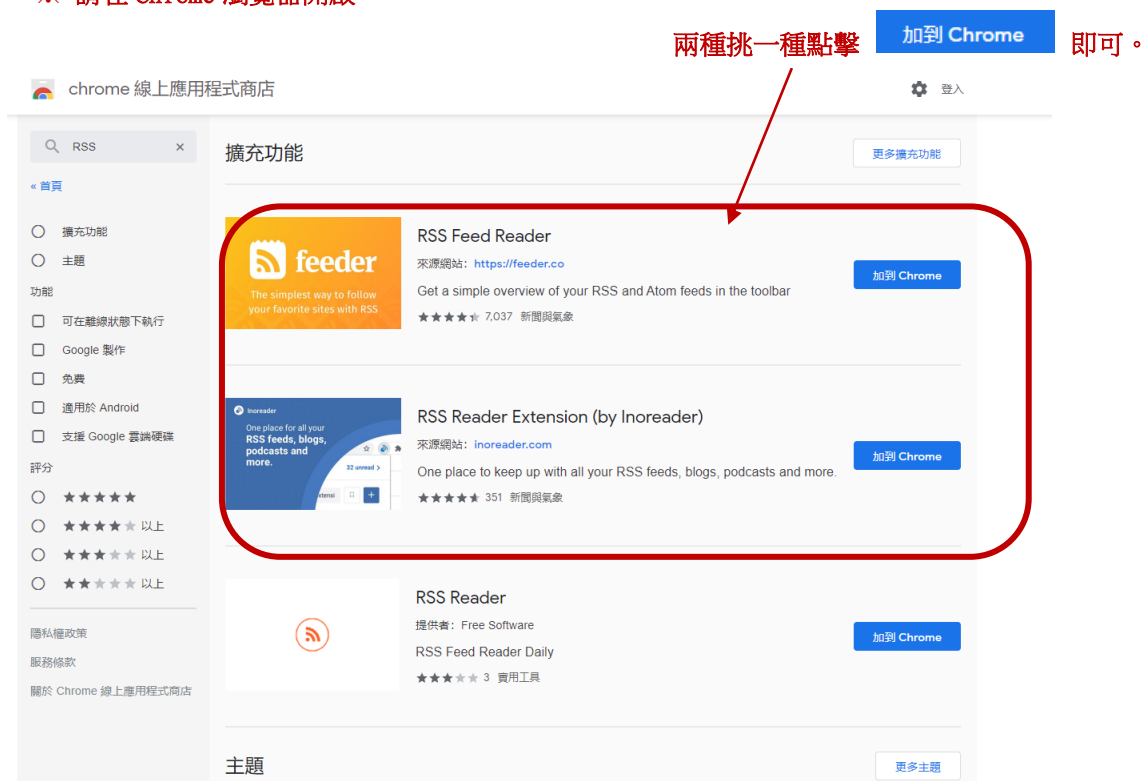 ※ 請在 Chrome 瀏覽器開啟
兩種挑一種點擊 加到 Chrome 即可。
chrome 線上應用程式商店
登入
RSS ×
«首頁
擴充功能
主題
功能
可在離線狀態下執行
Google 製作
免費
適用於 Android
支援 Google 雲端硬碟
評分
★★★★★
★★★★★ 以上
★★★★★ 以上
★★★★★ 以上
隱私權政策
服務條款
關於 Chrome 線上應用程式商店
擴充功能
更多擴充功能
feeder
The simplest way to follow
your favorite sites with RSS
RSS Feed Reader
來源網站: https://feeder.co
Get a simple overview of your RSS and Atom feeds in the toolbar
★★★★★ 7,037 新聞與氣象
加到 Chrome
Inoreader
One place for all your
RSS feeds, blogs,
podcasts and
more.
32 unread >
RSS Reader Extension (by Inoreader)
來源網站: inoreader.com
One place to keep up with all your RSS feeds, blogs, podcasts and more.
★★★★★ 351 新聞與氣象
加到 Chrome
RSS Reader
提供者: Free Software
RSS Feed Reader Daily
★★★★★ 3 實用工具
加到 Chrome
主題
更多主題